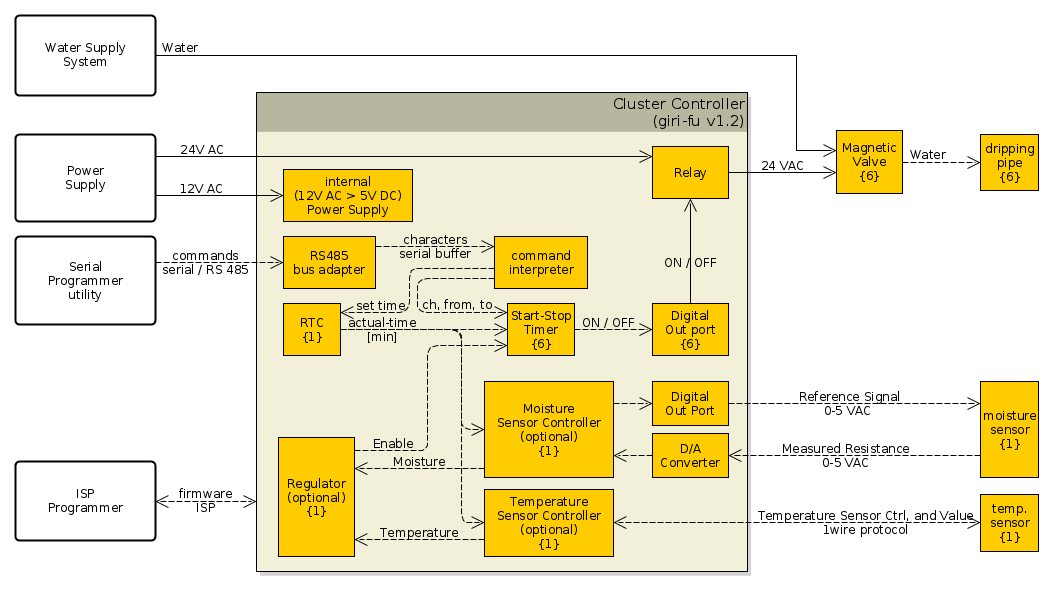 Water Supply
System
Water
Cluster Controller
(giri-fu v1.2)
Power
Supply
24V AC
12V AC
internal
(12V AC > 5V DC)
Power Supply
Relay
24 VAC
Magnetic
Valve
{6}
Water
dripping
pipe
{6}
Serial
Programmer
utility
commands
serial / RS 485
RS485
bus adapter
characters
serial buffer
command
interpreter
ON / OFF
RTC
{1}
set time
actual-time
[min]
ch, from, to
Start-Stop
Timer
{6}
ON / OFF
Digital
Out port
{6}
Moisture
Sensor Controller
(optional)
{1}
Digital
Out Port
D/A
Converter
Reference Signal
0-5 VAC
Measured Resistance
0-5 VAC
moisture
sensor
{1}
ISP
Programmer
firmware
ISP
Regulator
(optional)
{1}
Enable
Moisture
Temperature
Temperature
Sensor Controller
(optional)
{1}
Temperature Sensor Ctrl, and Value
1wire protocol
temp.
sensor
{1}